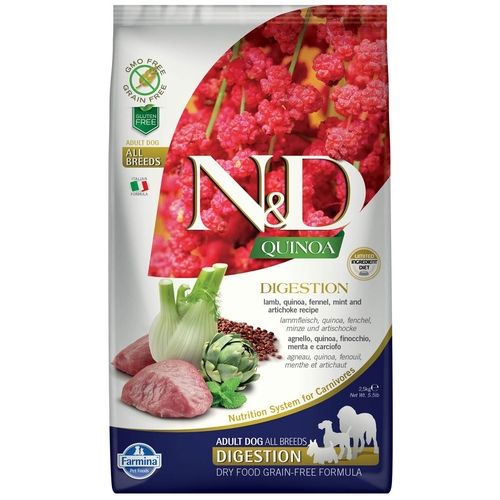 GMO FREE
GRAIN FREE
GLUTEN
FREE
ADULT DOG
ALL
BREEDS
ITALIAN
FORMULA
N&D
QUINOA
LIMITED
INGREDIENT
DIET
DIGESTION
lamb, quinoa, fennel, mint and
artichoke recipe
lammfleisch, quinoa, fenchel,
minze und artischocke
agnello, quinoa, finocchio,
menta e carciofo
agneau, quinoa, fenouil,
menthe et artichaut
2,5kg℮
Net Wt. 5.5lb
Nutrition System for Carnivores
Farmina
Pet Foods
ADULT DOG ALL BREEDS
DIGESTION
DRY FOOD GRAIN-FREE FORMULA